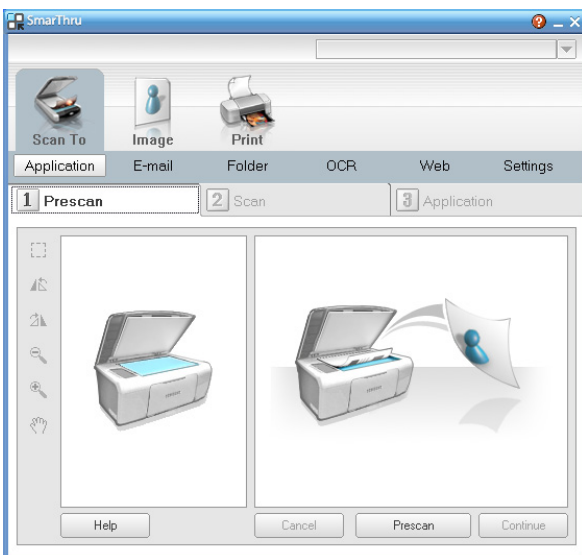 SmarThru
Scan To Image Print
Application E-mail Folder OCR Web Settings
1 Prescan 2 Scan 3 Application
Help Cancel Prescan Continue